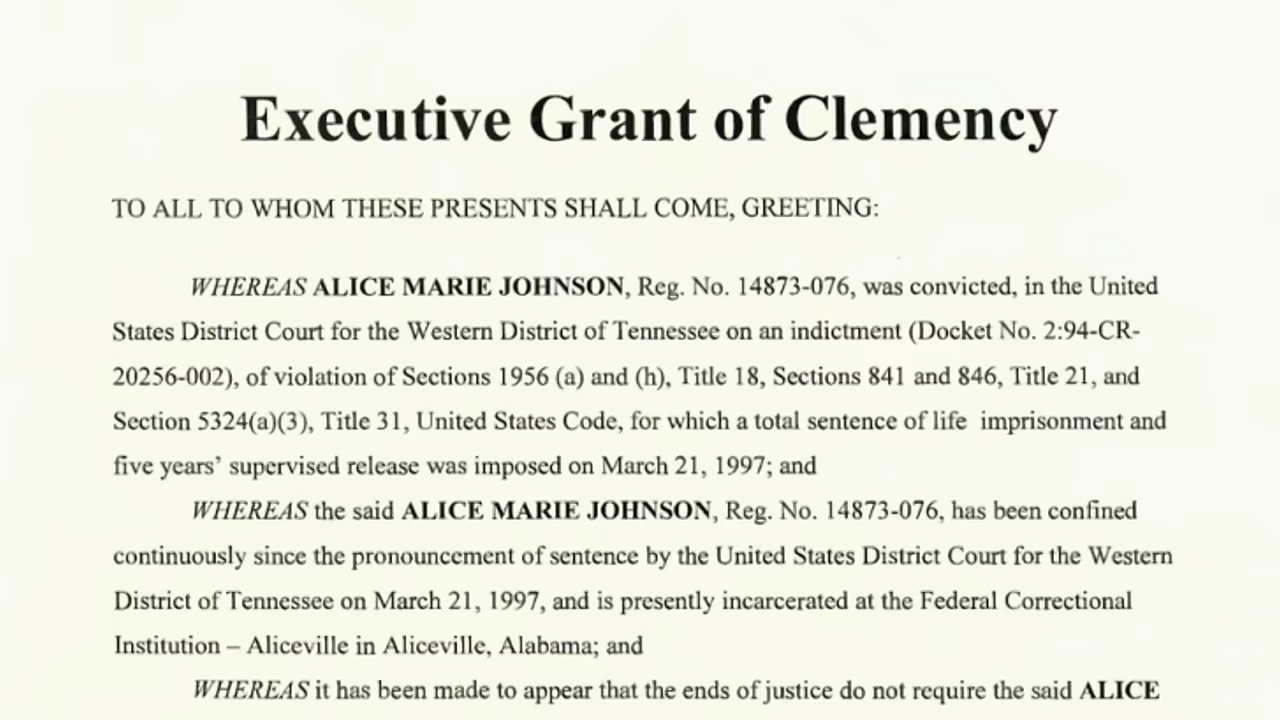 Executive Grant of Clemency
TO ALL TO WHOM THESE PRESENTS SHALL COME, GREETING:
WHEREAS ALICE MARIE JOHNSON, Reg. No. 14873-076, was convicted, in the United
States District Court for the Western District of Tennessee on an indictment (Docket No. 2:94-CR-
20256-002), of violation of Sections 1956 (a) and (h), Title 18, Sections 841 and 846, Title 21, and
Section 5324(a)(3), Title 31, United States Code, for which a total sentence of life imprisonment and
five years’ supervised release was imposed on March 21, 1997; and
WHEREAS the said ALICE MARIE JOHNSON, Reg. No. 14873-076, has been confined
continuously since the pronouncement of sentence by the United States District Court for the Western
District of Tennessee on March 21, 1997, and is presently incarcerated at the Federal Correctional
Institution – Aliceville in Aliceville, Alabama; and
WHEREAS it has been made to appear that the ends of justice do not require the said ALICE